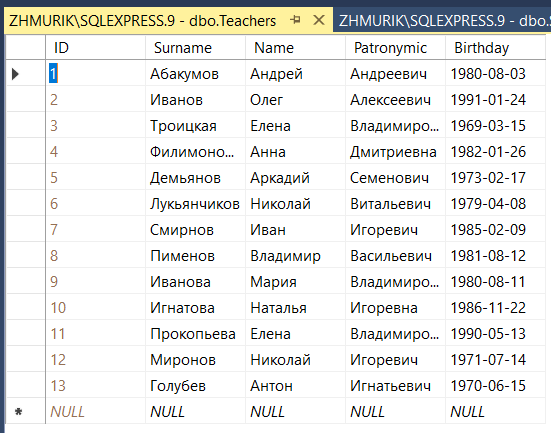 ZHMURIK\SQLEXPRESS.9 - dbo.Teachers ZHMURIK\SQLEXPRESS.9 - dbo.
ID Surname Name Patronymic Birthday
1 Абакумов Андрей Андреевич 1980-08-03
2 Иванов Олег Алексеевич 1991-01-24
3 Троицкая Елена Владимиро... 1969-03-15
4 Филимоно... Анна Дмитриевна 1982-01-26
5 Демьянов Аркадий Семенович 1973-02-17
6 Лукьянчиков Николай Витальевич 1979-04-08
7 Смирнов Иван Игоревич 1985-02-09
8 Пименов Владимир Васильевич 1981-08-12
9 Иванова Мария Владимиро... 1980-08-11
10 Игнатова Наталья Игоревна 1986-11-22
11 Прокопьева Елена Владимиро... 1990-05-13
12 Миронов Николай Игоревич 1971-07-14
13 Голубев Антон Игнатьевич 1970-06-15
NULL NULL NULL NULL NULL